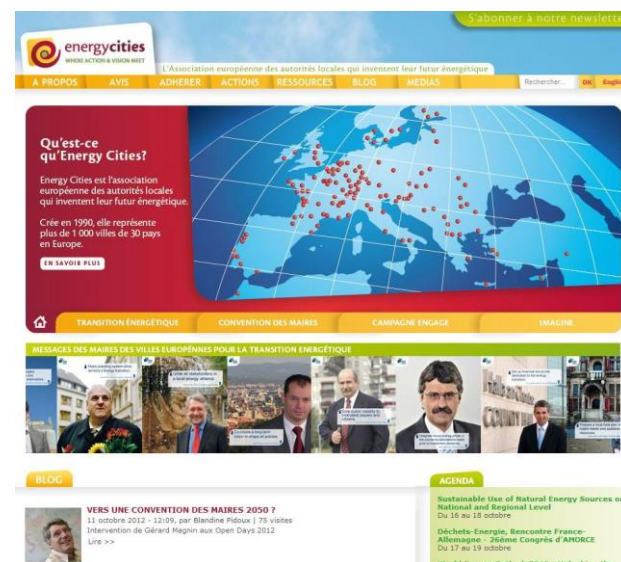 S'abonner à notre newslette
energycities
WHERE ACTION & VISION MEET
L'Association européenne des autorités locales qui inventent leur futur énergétique
A PROPOS AVIS ADHERER ACTIONS RESSOURCES BLOG MEDIAS
Rechercher... OK Englis
Qu'est-ce
qu'Energy Cities?
Energy Cities est l'association
européenne des autorités locales
qui inventent leur futur énergétique.
Crée en 1990, elle représente
plus de 1 000 villes de 30 pays
en Europe.
EN SAVOIR PLUS
TRANSITION ÉNERGÉTIQUE CONVENTION DES MAIRES CAMPAGNE ENGAGE IMAGINE
MESSAGES DES MAIRES DES VILLES EUROPÉNNES POUR LA TRANSITION ENERGÉTIQUE
BLOG
VERS UNE CONVENTION DES MAIRES 2050 ?
11 octobre 2012 - 12:09, par Blandine Pidoux | 75 visites
Intervention de Gérard Magnin aux Open Days 2012
Lire >>
AGENDA
Sustainable Use of Natural Energy Sources on
National and Regional Level
Du 16 au 18 octobre
Déchets-Energie, Rencontre France-
Allemagne - 26ème Congrès d'AMORCE
Du 17 au 19 octobre